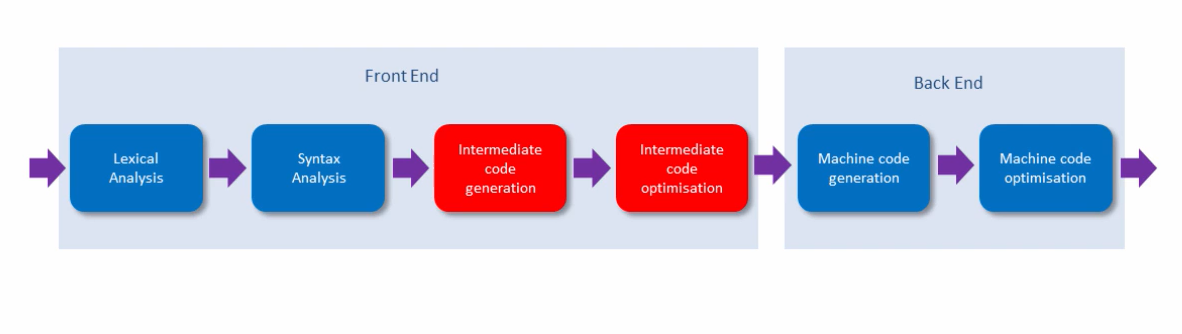 Front End
Back End
Lexical
Analysis
Syntax
Analysis
Intermediate
code
generation
Intermediate
code
optimisation
Machine code
generation
Machine code
optimisation